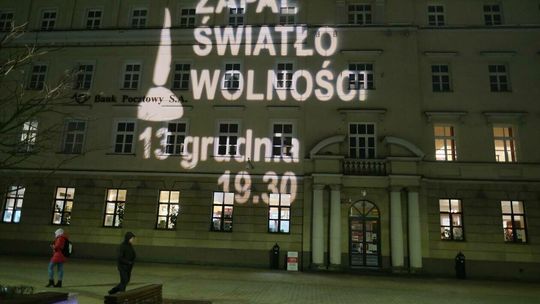 ZAPAL
ŚWIATŁO
WOLNOŚCI
Bank Pocztowy S.A.
13 grudnia
19.30